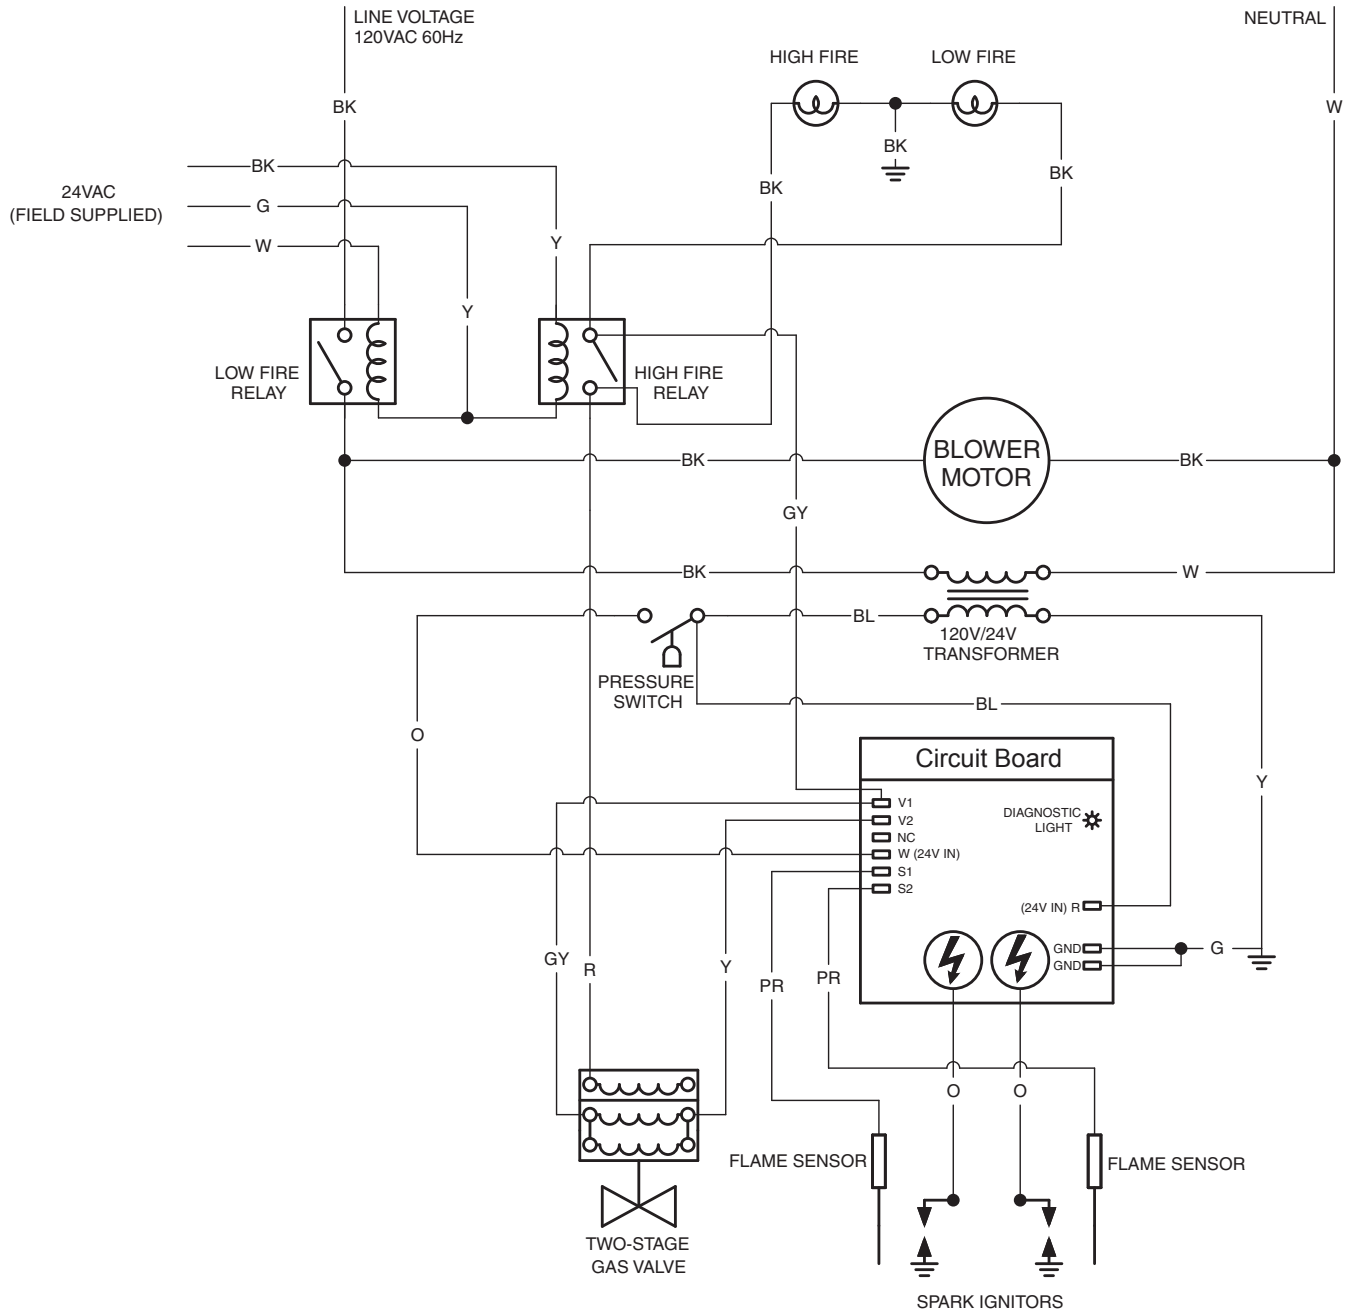 LINE VOLTAGE
120VAC 60Hz
NEUTRAL
HIGH FIRE
LOW FIRE
BK
W
BK
BK
BK
BK
24VAC
(FIELD SUPPLIED)
G
W
Y
Y
LOW FIRE
RELAY
HIGH FIRE
RELAY
BK
BLOWER
MOTOR
BK
GY
BK
W
BL
120V/24V
TRANSFORMER
PRESSURE
SWITCH
BL
O
Circuit Board
Y
V1
V2
NC
W (24V IN)
S1
S2
DIAGNOSTIC
LIGHT
(24V IN) R
GND
GND
G
GY
R
Y
PR
PR
O
O
FLAME SENSOR
FLAME SENSOR
TWO-STAGE
GAS VALVE
SPARK IGNITORS